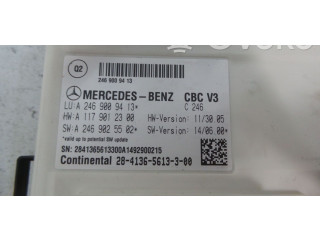 Q2
246 900 94 13
MERCEDES-BENZ CBC V3
LU:A 246 900 94 13* C 246
HW:A 117 901 23 00 HW-Version: 11/30.05
SW:A 246 902 55 02* SW-Version: 14/06.00*
*valid up to potential SW update
SN: 2841365613300A1492900215
Continental 28-4136-5613-3-00